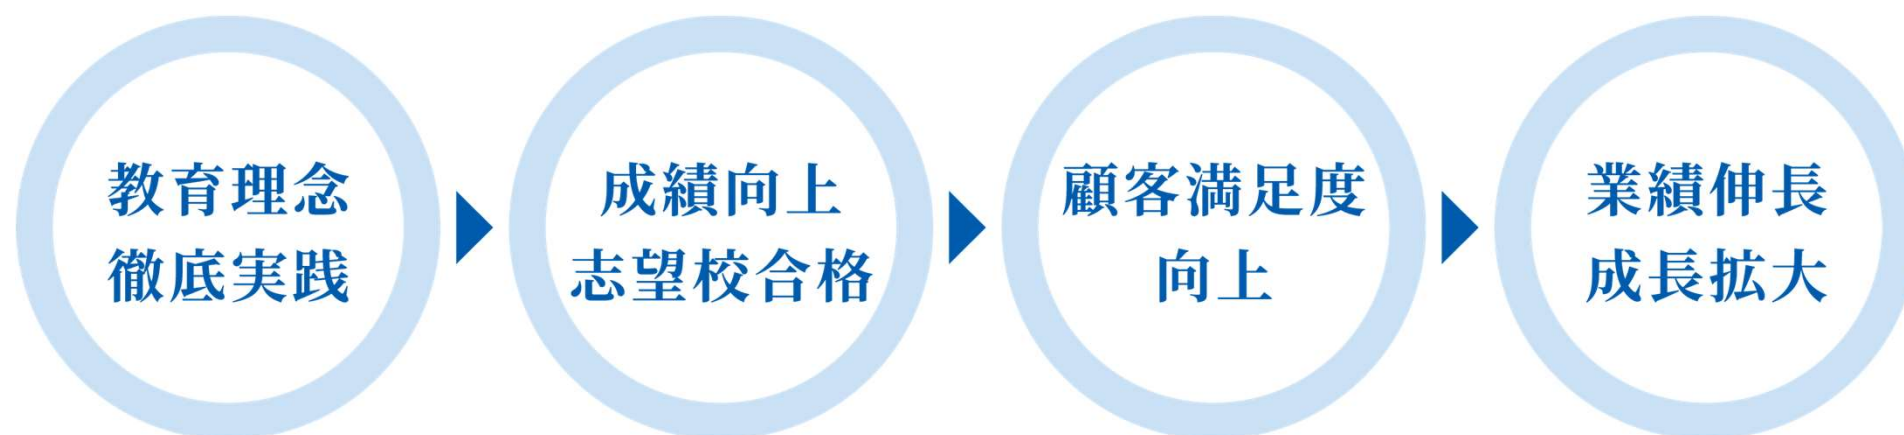 教育理念
徹底実践
成績向上
志望校合格
顧客満足度
向上
業績伸長
成長拡大